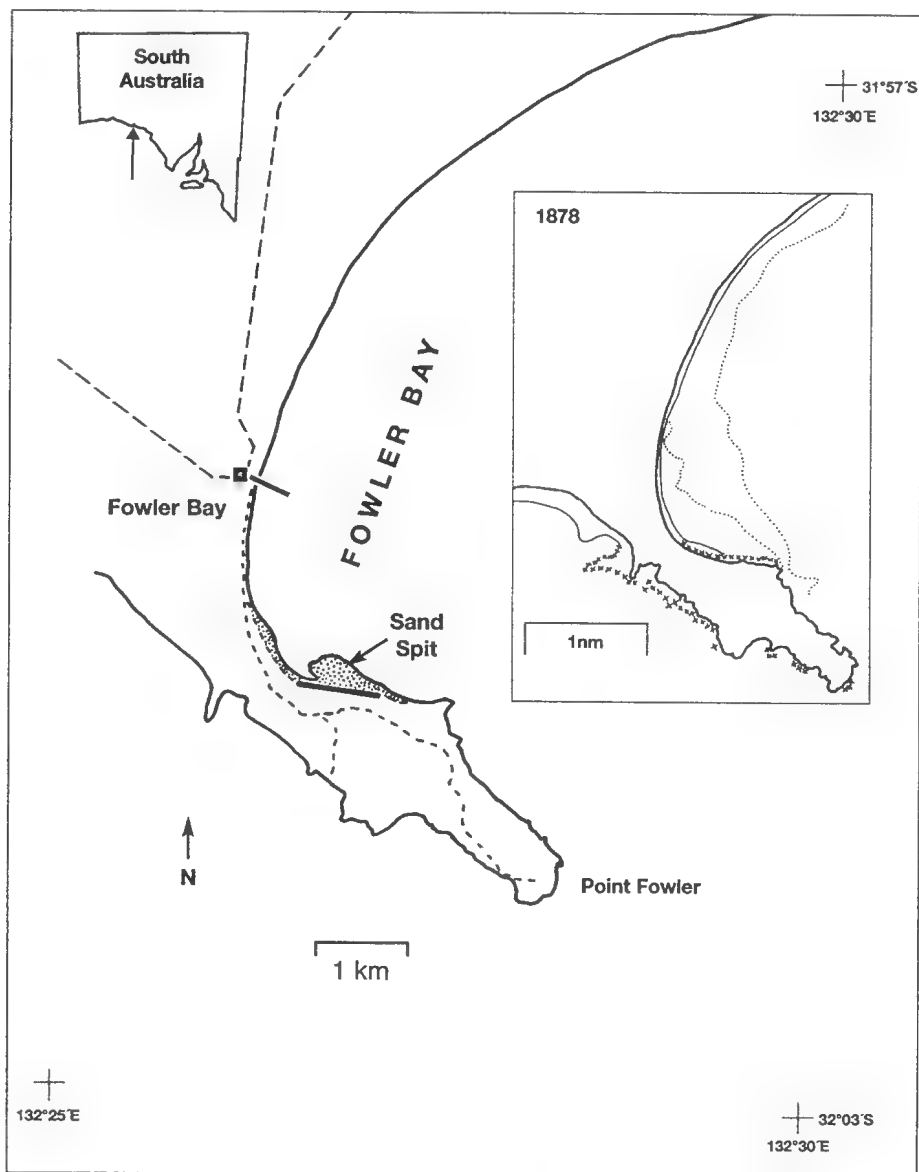 South
Australia
31°57´S
132°30´E
1878
1nm
FOWLER BAY
Fowler Bay
Sand
Spit
N
Point Fowler
1 km
132°25´E
32°03´S
132°30´E